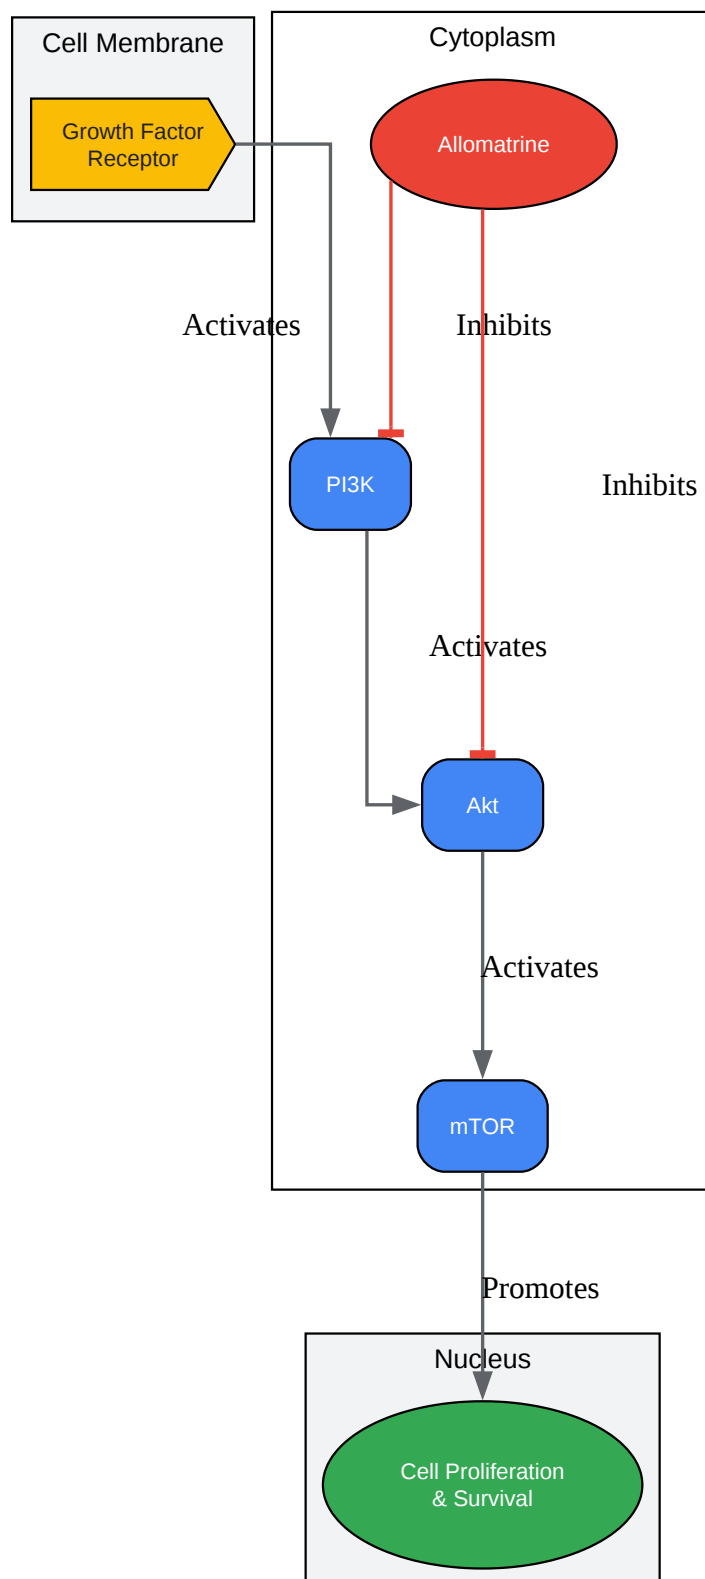 Cell Membrane
Growth Factor
Receptor
Cytoplasm
Allomatrine
Activates
Inhibits
PI3K
Inhibits
Activates
Akt
Activates
mTOR
Promotes
Nucleus
Cell Proliferation
& Survival